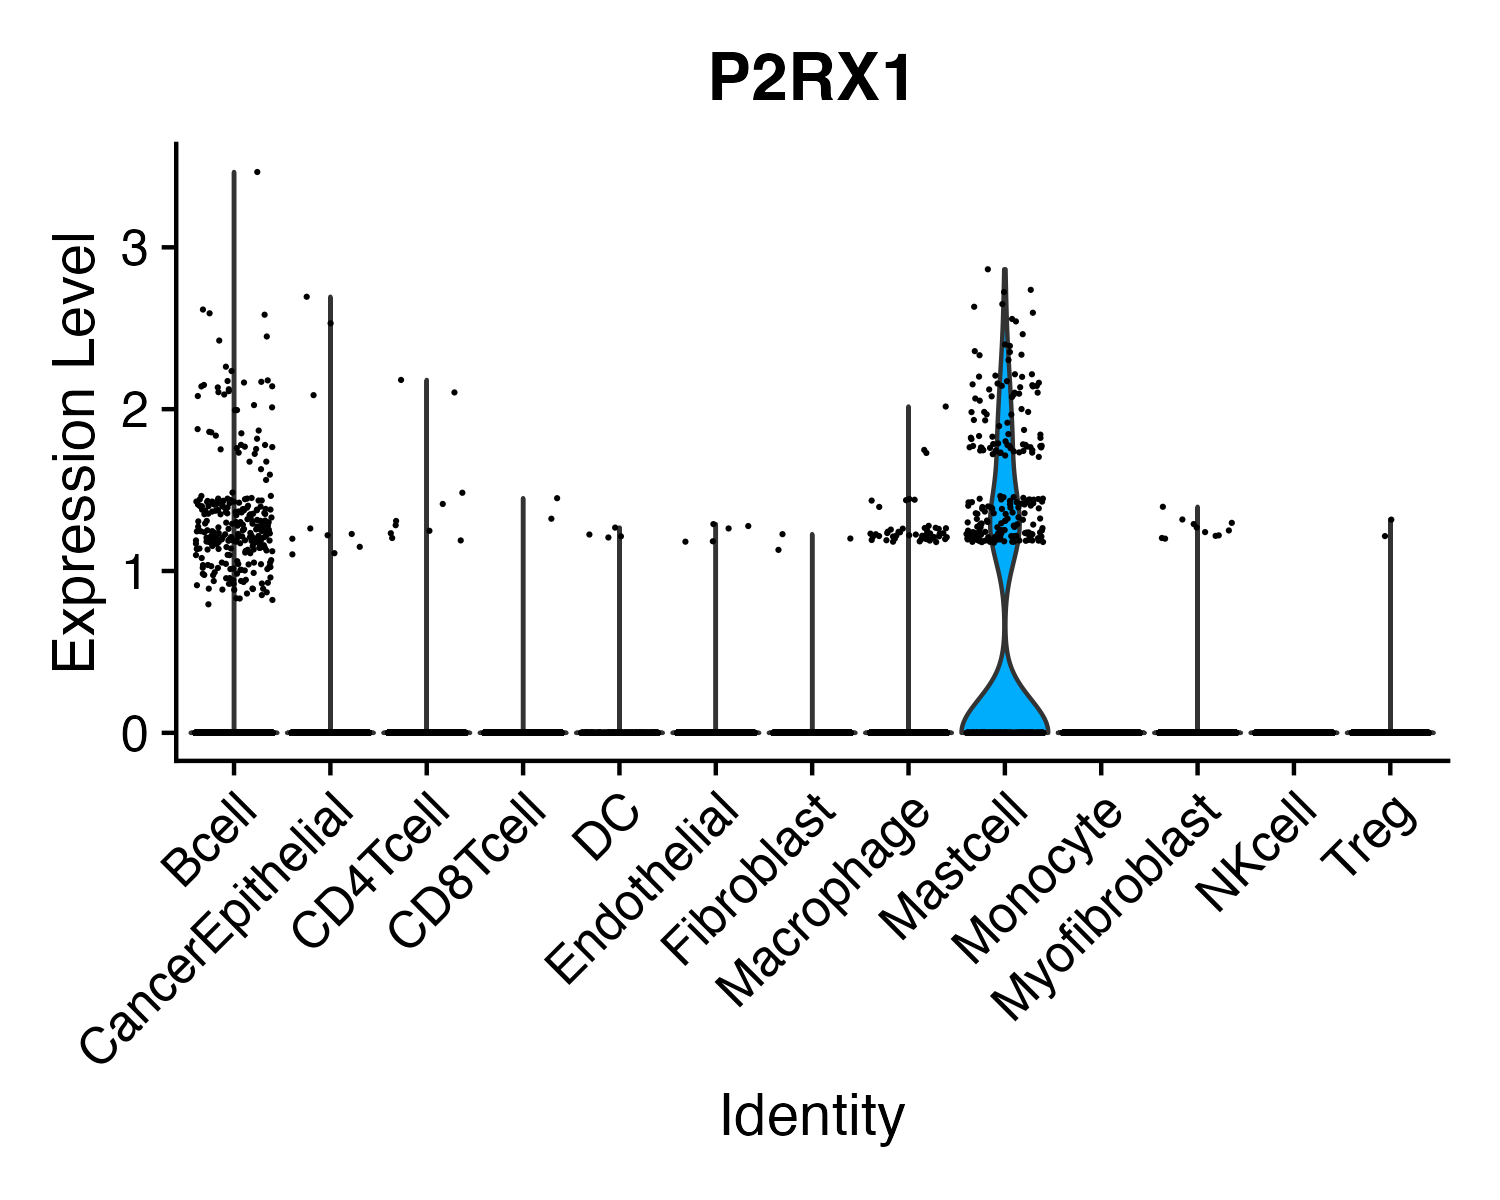 P2RX1
Expression Level
3
2
1
0
Bcell
CancerEpithelial
CD4Tcell
CD8Tcell
DC
Endothelial
Fibroblast
Macrophage
Mastcell
Monocyte
Myofibroblast
NKcell
Treg
Identity